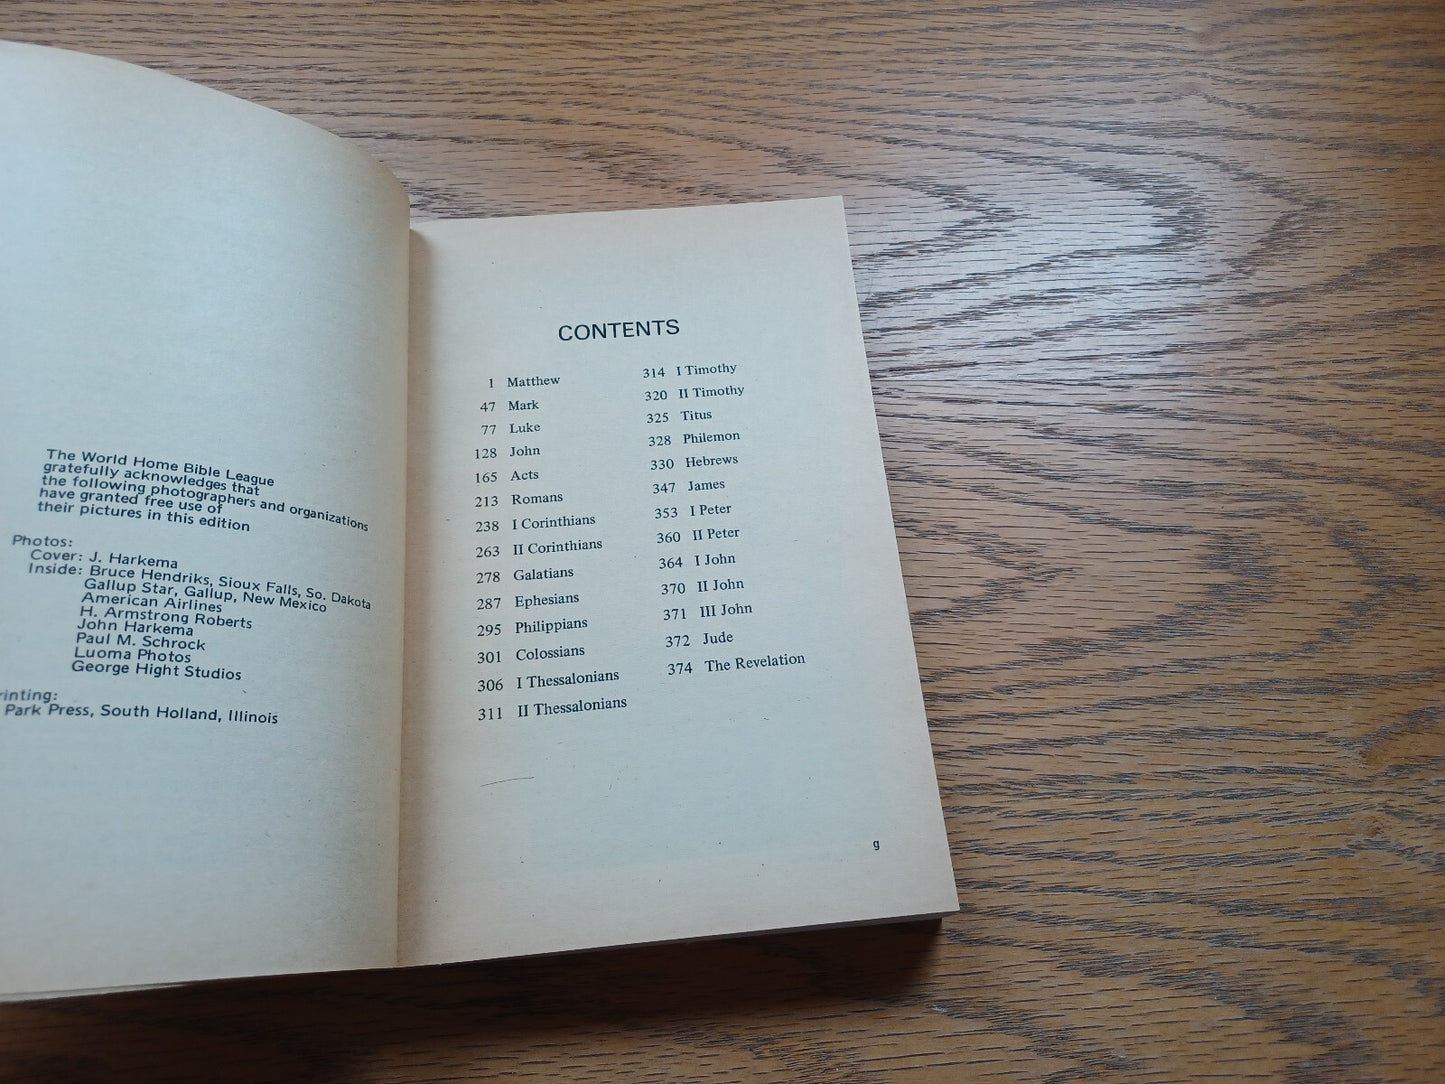 The World Home Bible League
gratefully acknowledges that
the following photographers and organizations
have granted free use of
their pictures in this edition
Photos:
Cover: J. Harkema
Inside: Bruce Hendriks, Sioux Falls, So. Dakota
Gallup Star, Gallup, New Mexico
American Airlines
H. Armstrong Roberts
John Harkema
Paul M. Schrock
Luoma Photos
George Hight Studios
rinting:
Park Press, South Holland, Illinois
CONTENTS
1 Matthew
47 Mark
77 Luke
128 John
165 Acts
213 Romans
238 I Corinthians
263 II Corinthians
278 Galatians
287 Ephesians
295 Philippians
301 Colossians
306 I Thessalonians
311 II Thessalonians
314 I Timothy
320 II Timothy
325 Titus
328 Philemon
330 Hebrews
347 James
353 I Peter
360 II Peter
364 I John
370 II John
371 III John
372 Jude
374 The Revelation
g